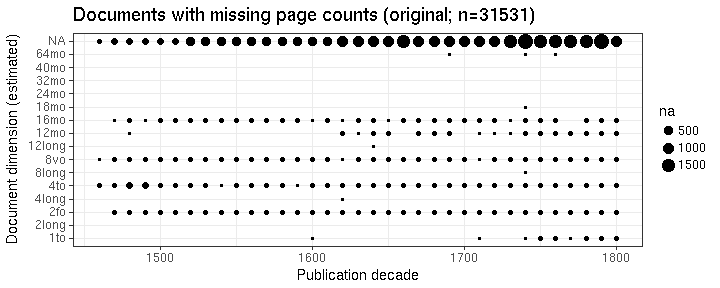 Documents with missing page counts (original; n=31531)
Document dimension (estimated)
NA
64mo
40mo
32mo
24mo
18mo
16mo
12mo
12long
8vo
8long
4to
4long
2fo
2long
1to
1500
1600
1700
1800
Publication decade
na
500
1000
1500